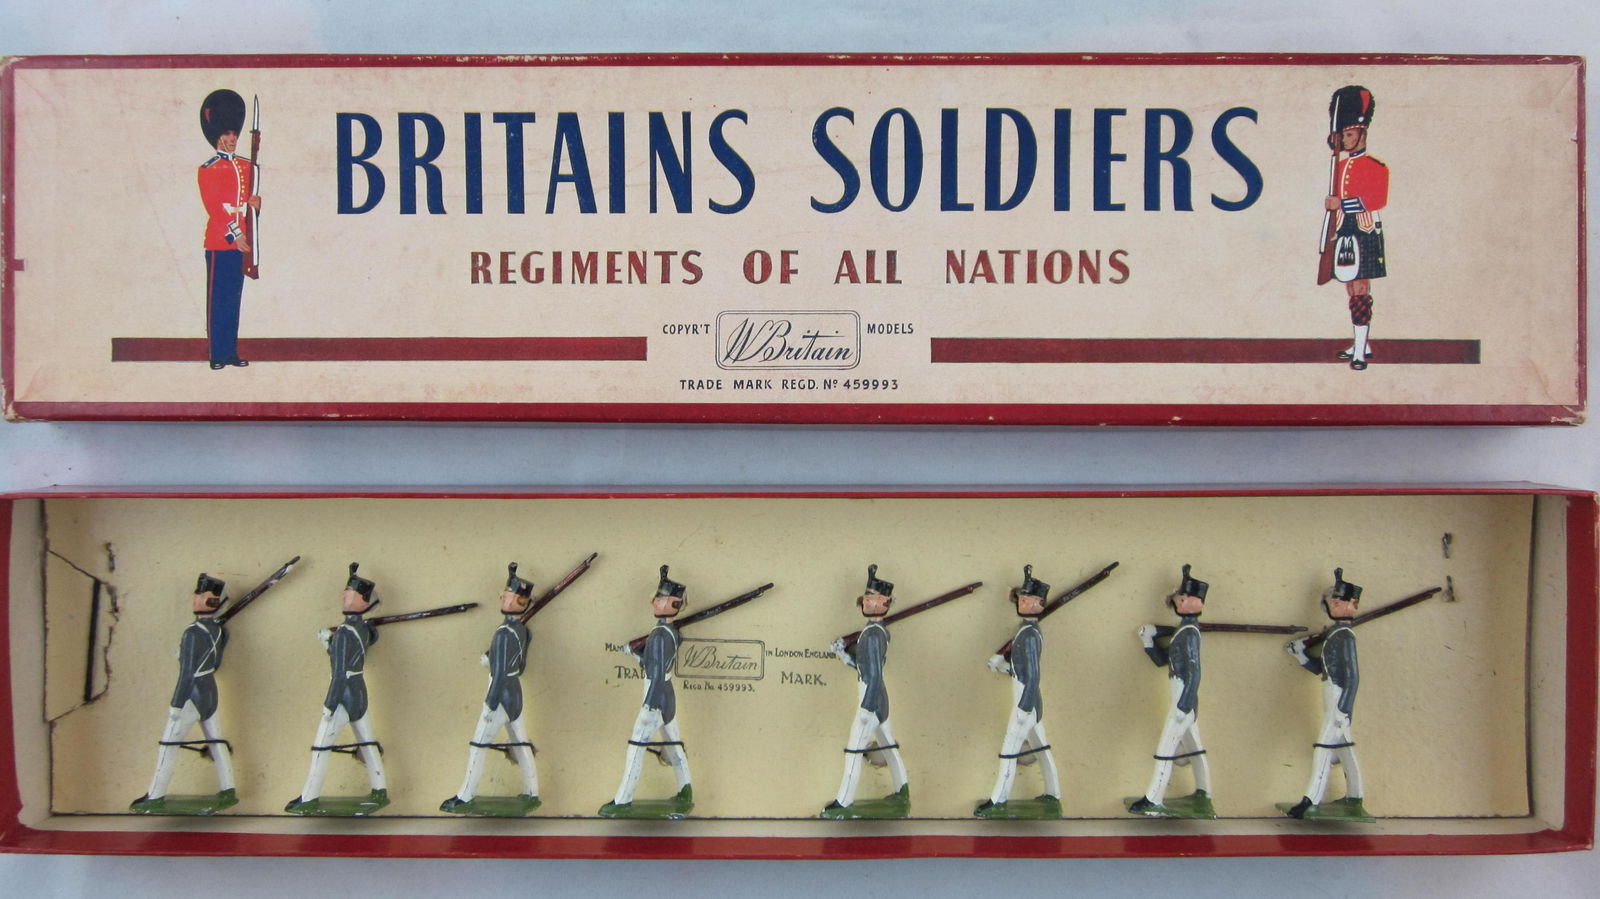 BRITAINS SOLDIERS
REGIMENTS OF ALL NATIONS
COPYR'T W Britain MODELS
TRADE MARK REGD. Nº 459993
W Britain IN LONDON ENGLAND
MARK.
REGD. No. 459993.